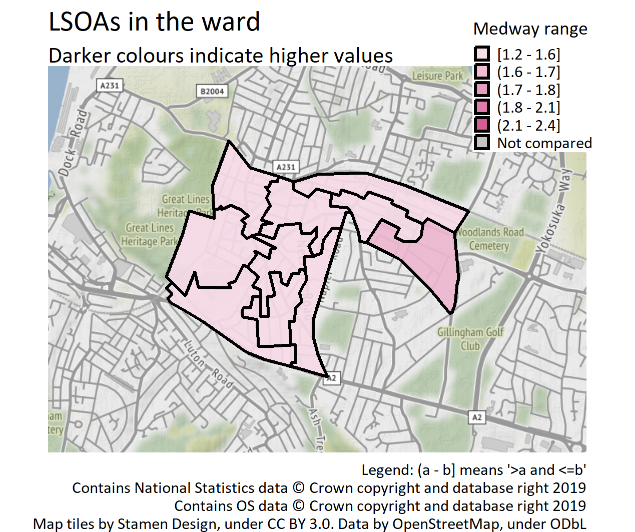 LSOAs in the ward
Darker colours indicate higher values
Medway range
[1.2 - 1.6]
(1.6 - 1.7]
(1.7 - 1.8]
(1.8 - 2.1]
(2.1 - 2.4]
Not compared
Leisure Park
A231
B2004
Dock Road
A231
Great Lines
Great Lines
Heritage Park
Woodlands Road
Cemetery
Yokosuka Way
Gillingham Golf
Club
Luton Road
A2
A2
Legend: (a - b] means '>a and <=b'
Contains National Statistics data © Crown copyright and database right 2019
Contains OS data © Crown copyright and database right 2019
Map tiles by Stamen Design, under CC BY 3.0. Data by OpenStreetMap, under ODbL